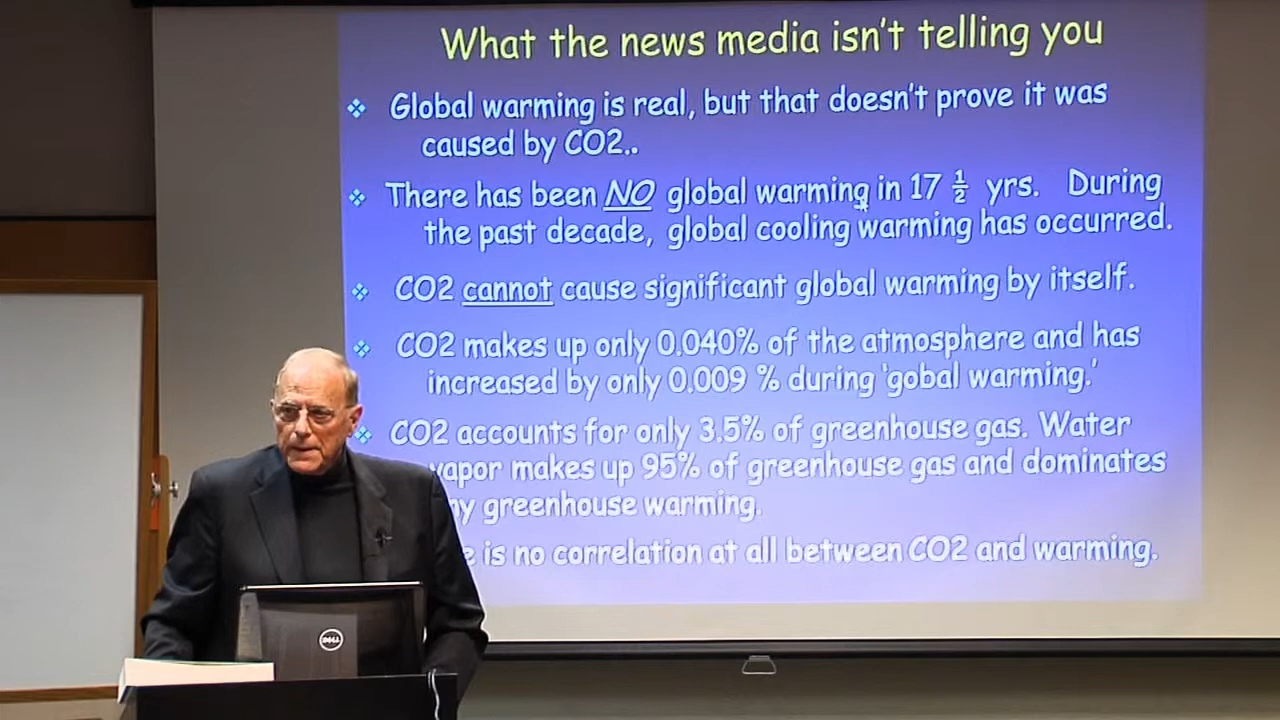 What the news media isn't telling you
❖ Global warming is real, but that doesn't prove it was
caused by CO2..
❖ There has been NO global warming in 17 ½ yrs. During
the past decade, global cooling warming has occurred.
❖ CO2 cannot cause significant global warming by itself.
❖ CO2 makes up only 0.040% of the atmosphere and has
increased by only 0.009 % during 'gobal warming.'
❖ CO2 accounts for only 3.5% of greenhouse gas. Water
vapor makes up 95% of greenhouse gas and dominates
greenhouse warming.
is no correlation at all between CO2 and warming.
DELL